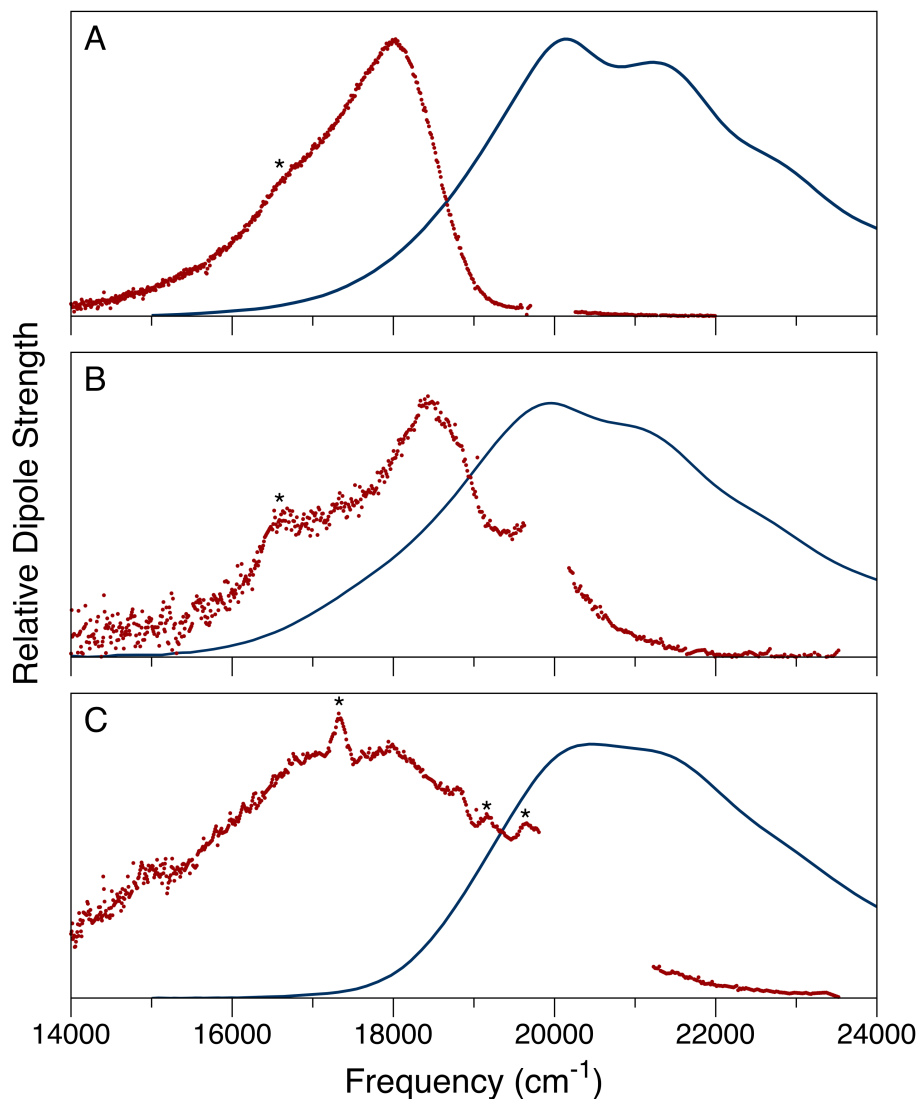 A
*
B
*
C
*
*
*
Relative Dipole Strength
14000 16000 18000 20000 22000 24000
Frequency (cm⁻¹)